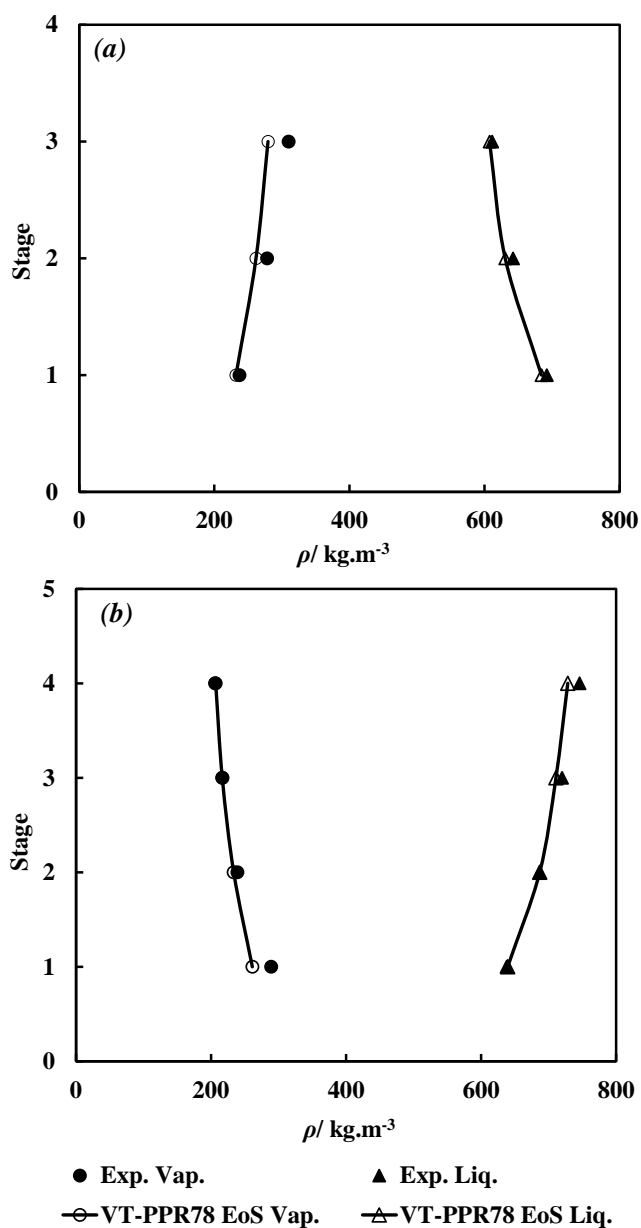 (a)
4
3
2
1
0
Stage
0 200 400 600 800
ρ/ kg.m-3
(b)
5
4
3
2
1
0
Stage
0 200 400 600 800
ρ/ kg.m-3
Exp. Vap. Exp. Liq.
VT-PPR78 EoS Vap. VT-PPR78 EoS Liq.